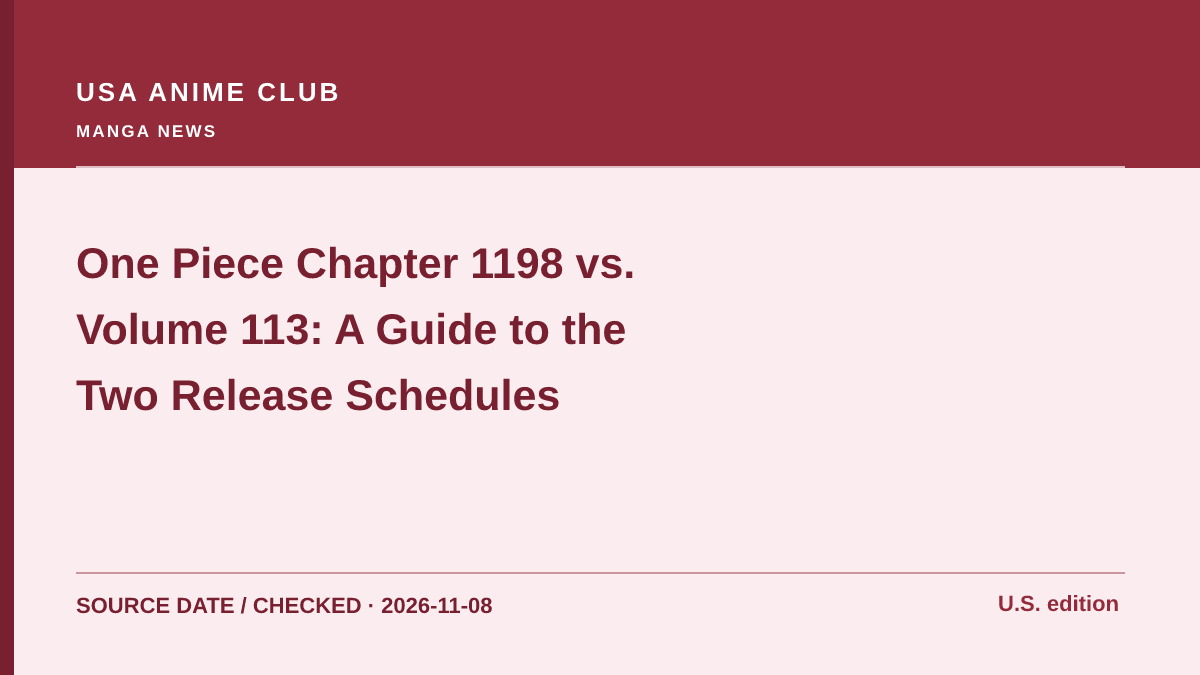 USA ANIME CLUB
MANGA NEWS
One Piece Chapter 1198 vs.
Volume 113: A Guide to the
Two Release Schedules
SOURCE DATE / CHECKED · 2026-11-08
U.S. edition